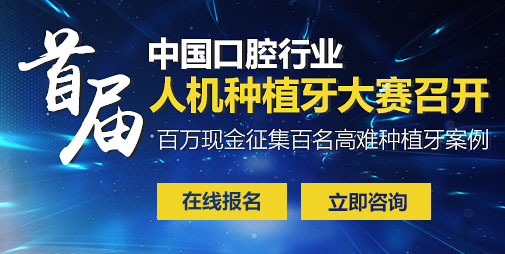 首届
中国口腔行业
人机种植牙大赛召开
百万现金征集百名高难种植牙案例
在线报名
立即咨询